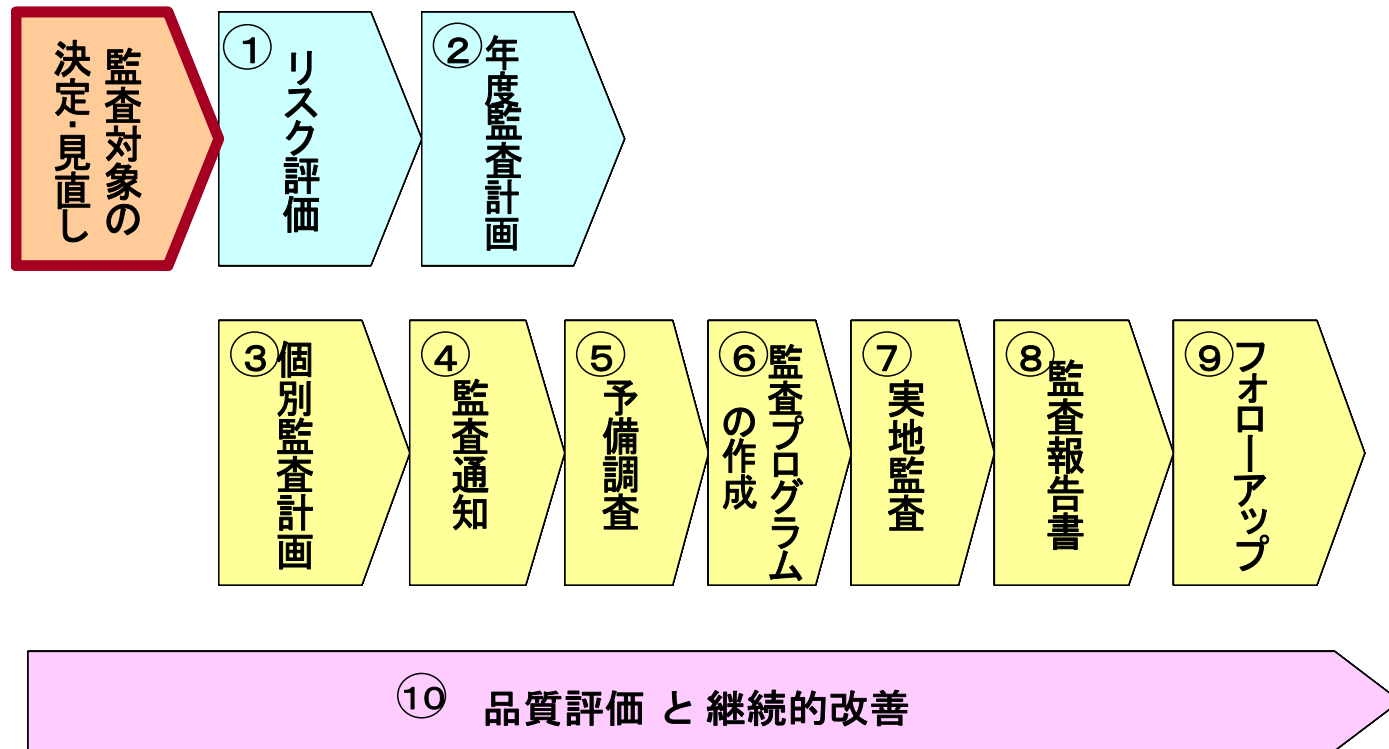 監査対象の
決定・見直し
①
リスク評価
②
年度監査計画
③
個別監査計画
④
監査通知
⑤
予備調査
⑥
監査プログラム
の作成
⑦
実地監査
⑧
監査報告書
⑨
フォローアップ
⑩ 品質評価 と 継続的改善